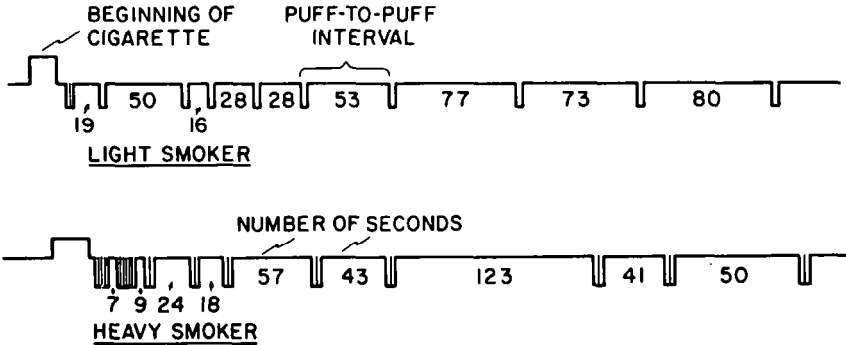 BEGINNING OF
CIGARETTE
PUFF-TO-PUFF
INTERVAL
19 50 16 28 28 53 77 73 80
LIGHT SMOKER
NUMBER OF SECONDS
7 9 24 18 57 43 123 41 50
HEAVY SMOKER